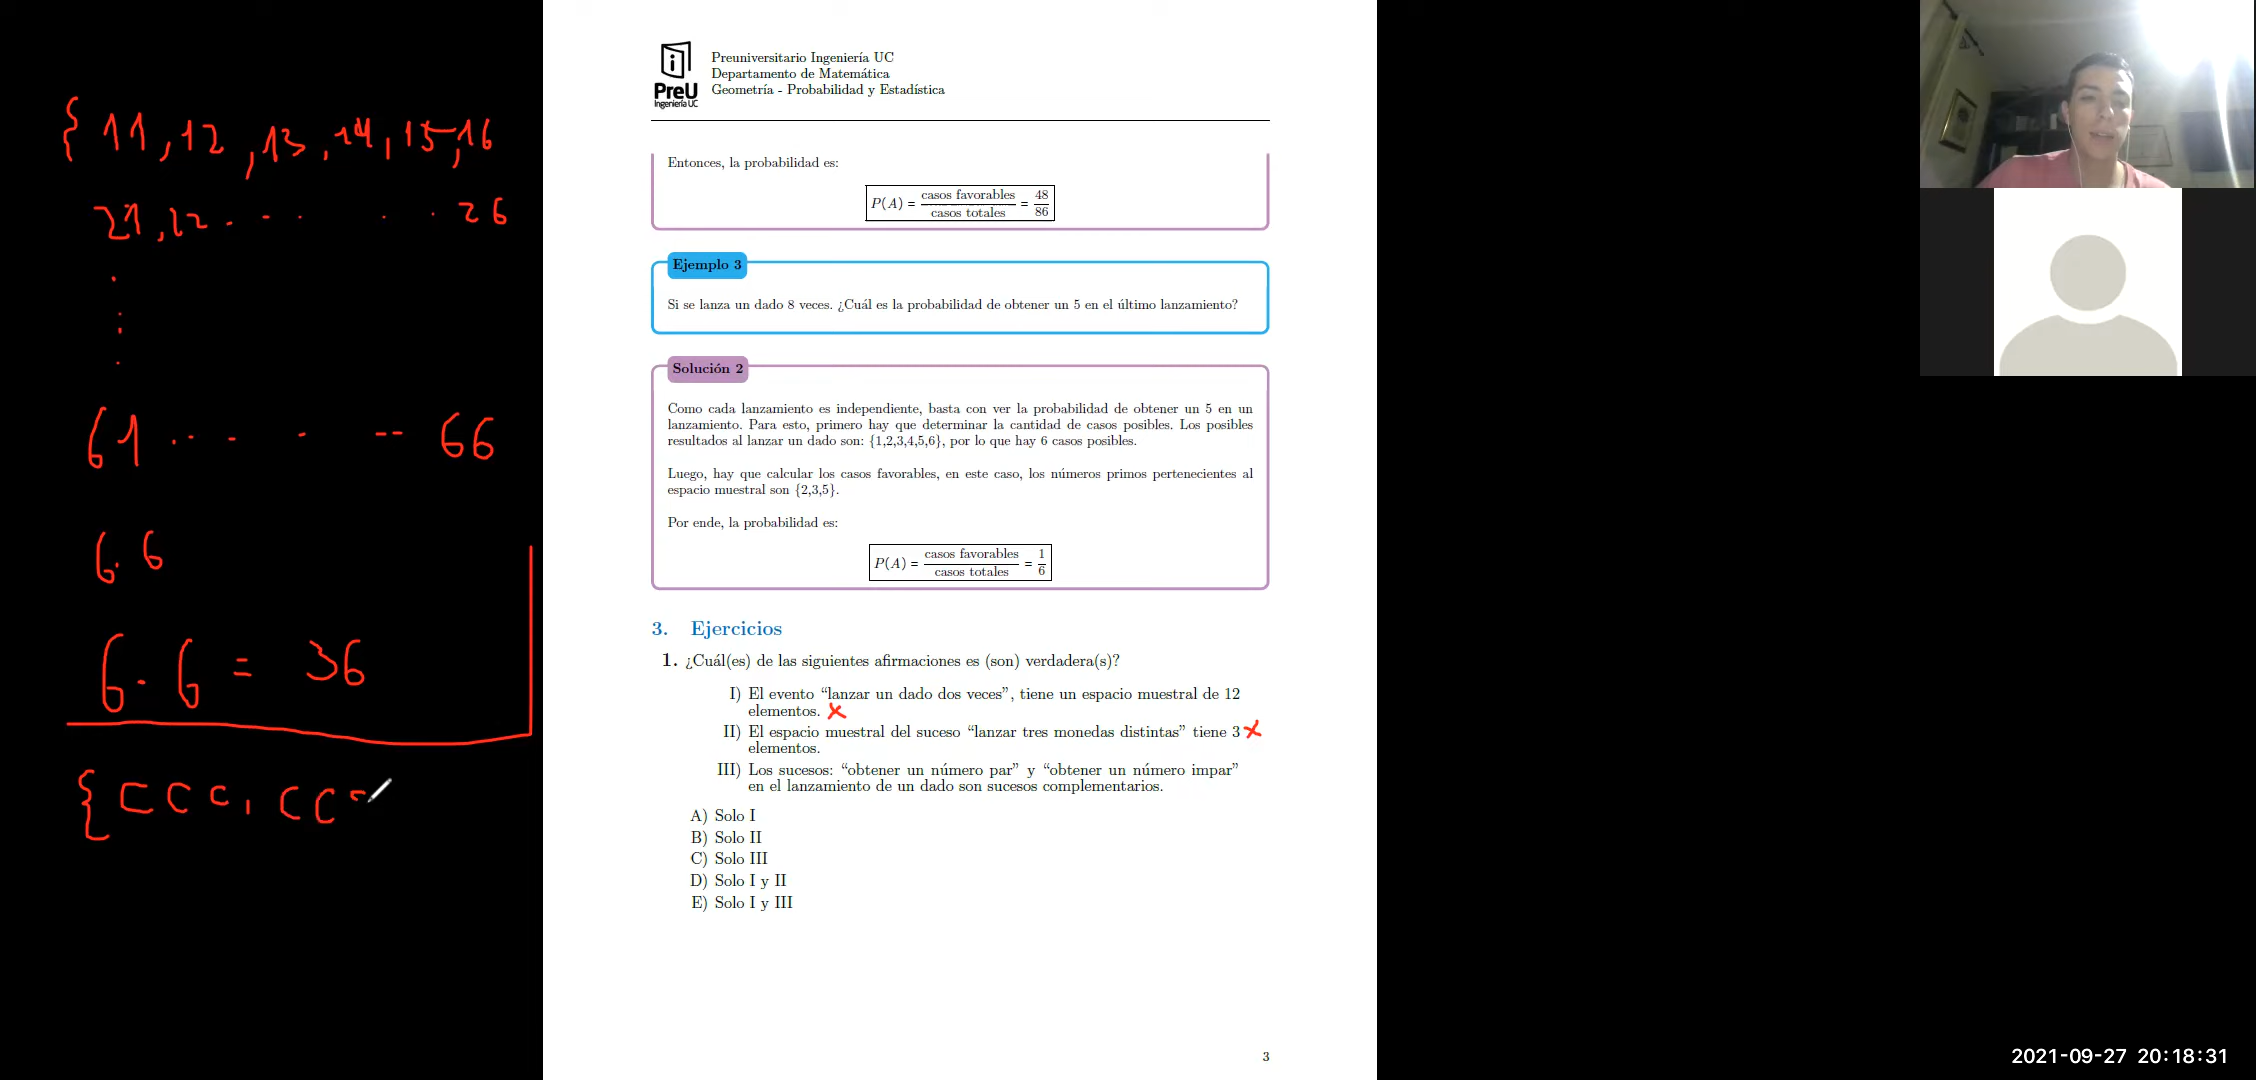 { 11, 12, 13, 14, 15, 16
21, 22 . - . . . 26
.
:
.
61 . . . - . -- 66
6. 6
6 . 6 = 36
{ C C C, C C
i
PreU
Ingeniería UC
Preuniversitario Ingeniería UC
Departamento de Matemática
Geometría - Probabilidad y Estadística
Entonces, la probabilidad es:
P(A) = casos favorables / casos totales = 48 / 86
Ejemplo 3
Si se lanza un dado 8 veces. ¿Cuál es la probabilidad de obtener un 5 en el último lanzamiento?
Solución 2
Como cada lanzamiento es independiente, basta con ver la probabilidad de obtener un 5 en un
lanzamiento. Para esto, primero hay que determinar la cantidad de casos posibles. Los posibles
resultados al lanzar un dado son: {1,2,3,4,5,6}, por lo que hay 6 casos posibles.
Luego, hay que calcular los casos favorables, en este caso, los números primos pertenecientes al
espacio muestral son {2,3,5}.
Por ende, la probabilidad es:
P(A) = casos favorables / casos totales = 1 / 6
3. Ejercicios
1. ¿Cuál(es) de las siguientes afirmaciones es (son) verdadera(s)?
I) El evento “lanzar un dado dos veces”, tiene un espacio muestral de 12
elementos. ×
II) El espacio muestral del suceso “lanzar tres monedas distintas” tiene 3 ×
elementos.
III) Los sucesos: “obtener un número par” y “obtener un número impar”
en el lanzamiento de un dado son sucesos complementarios.
A) Solo I
B) Solo II
C) Solo III
D) Solo I y II
E) Solo I y III
3
2021-09-27 20:18:31